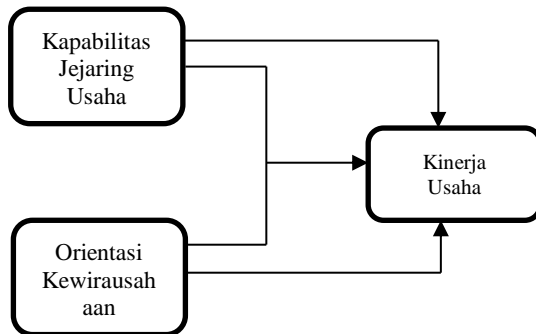 Kapabilitas
Jejaring
Usaha
Kinerja
Usaha
Orientasi
Kewirausah
aan